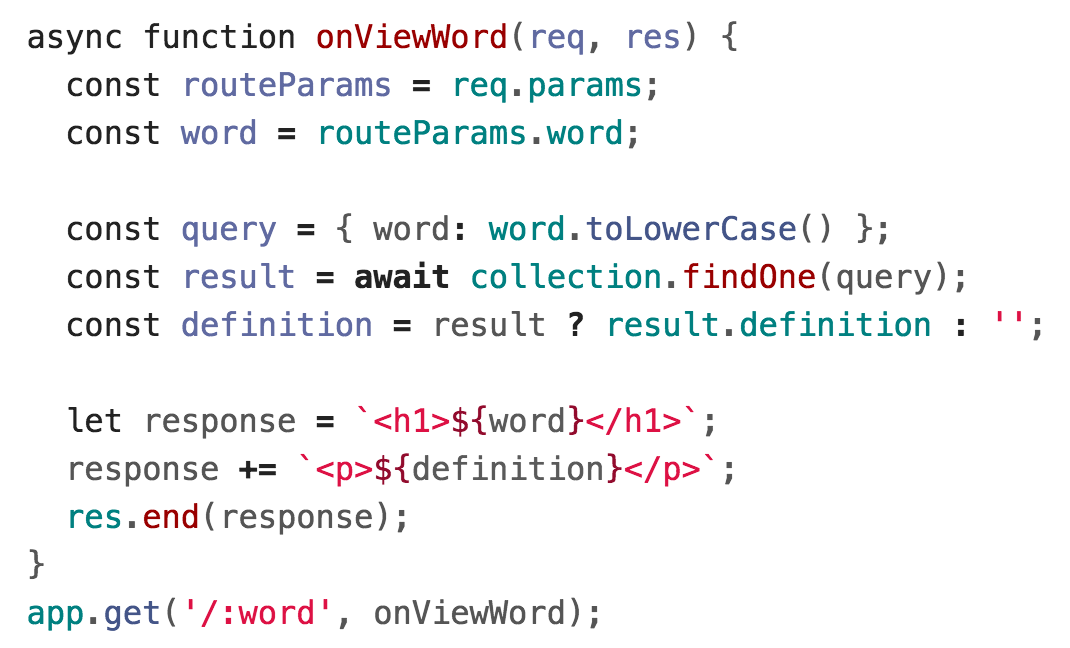 async function onViewWord(req, res) {
  const routeParams = req.params;
  const word = routeParams.word;

  const query = { word: word.toLowerCase() };
  const result = await collection.findOne(query);
  const definition = result ? result.definition : '';

  let response = `<h1>${word}</h1>`;
  response += `<p>${definition}</p>`;
  res.end(response);
}
app.get('/:word', onViewWord);